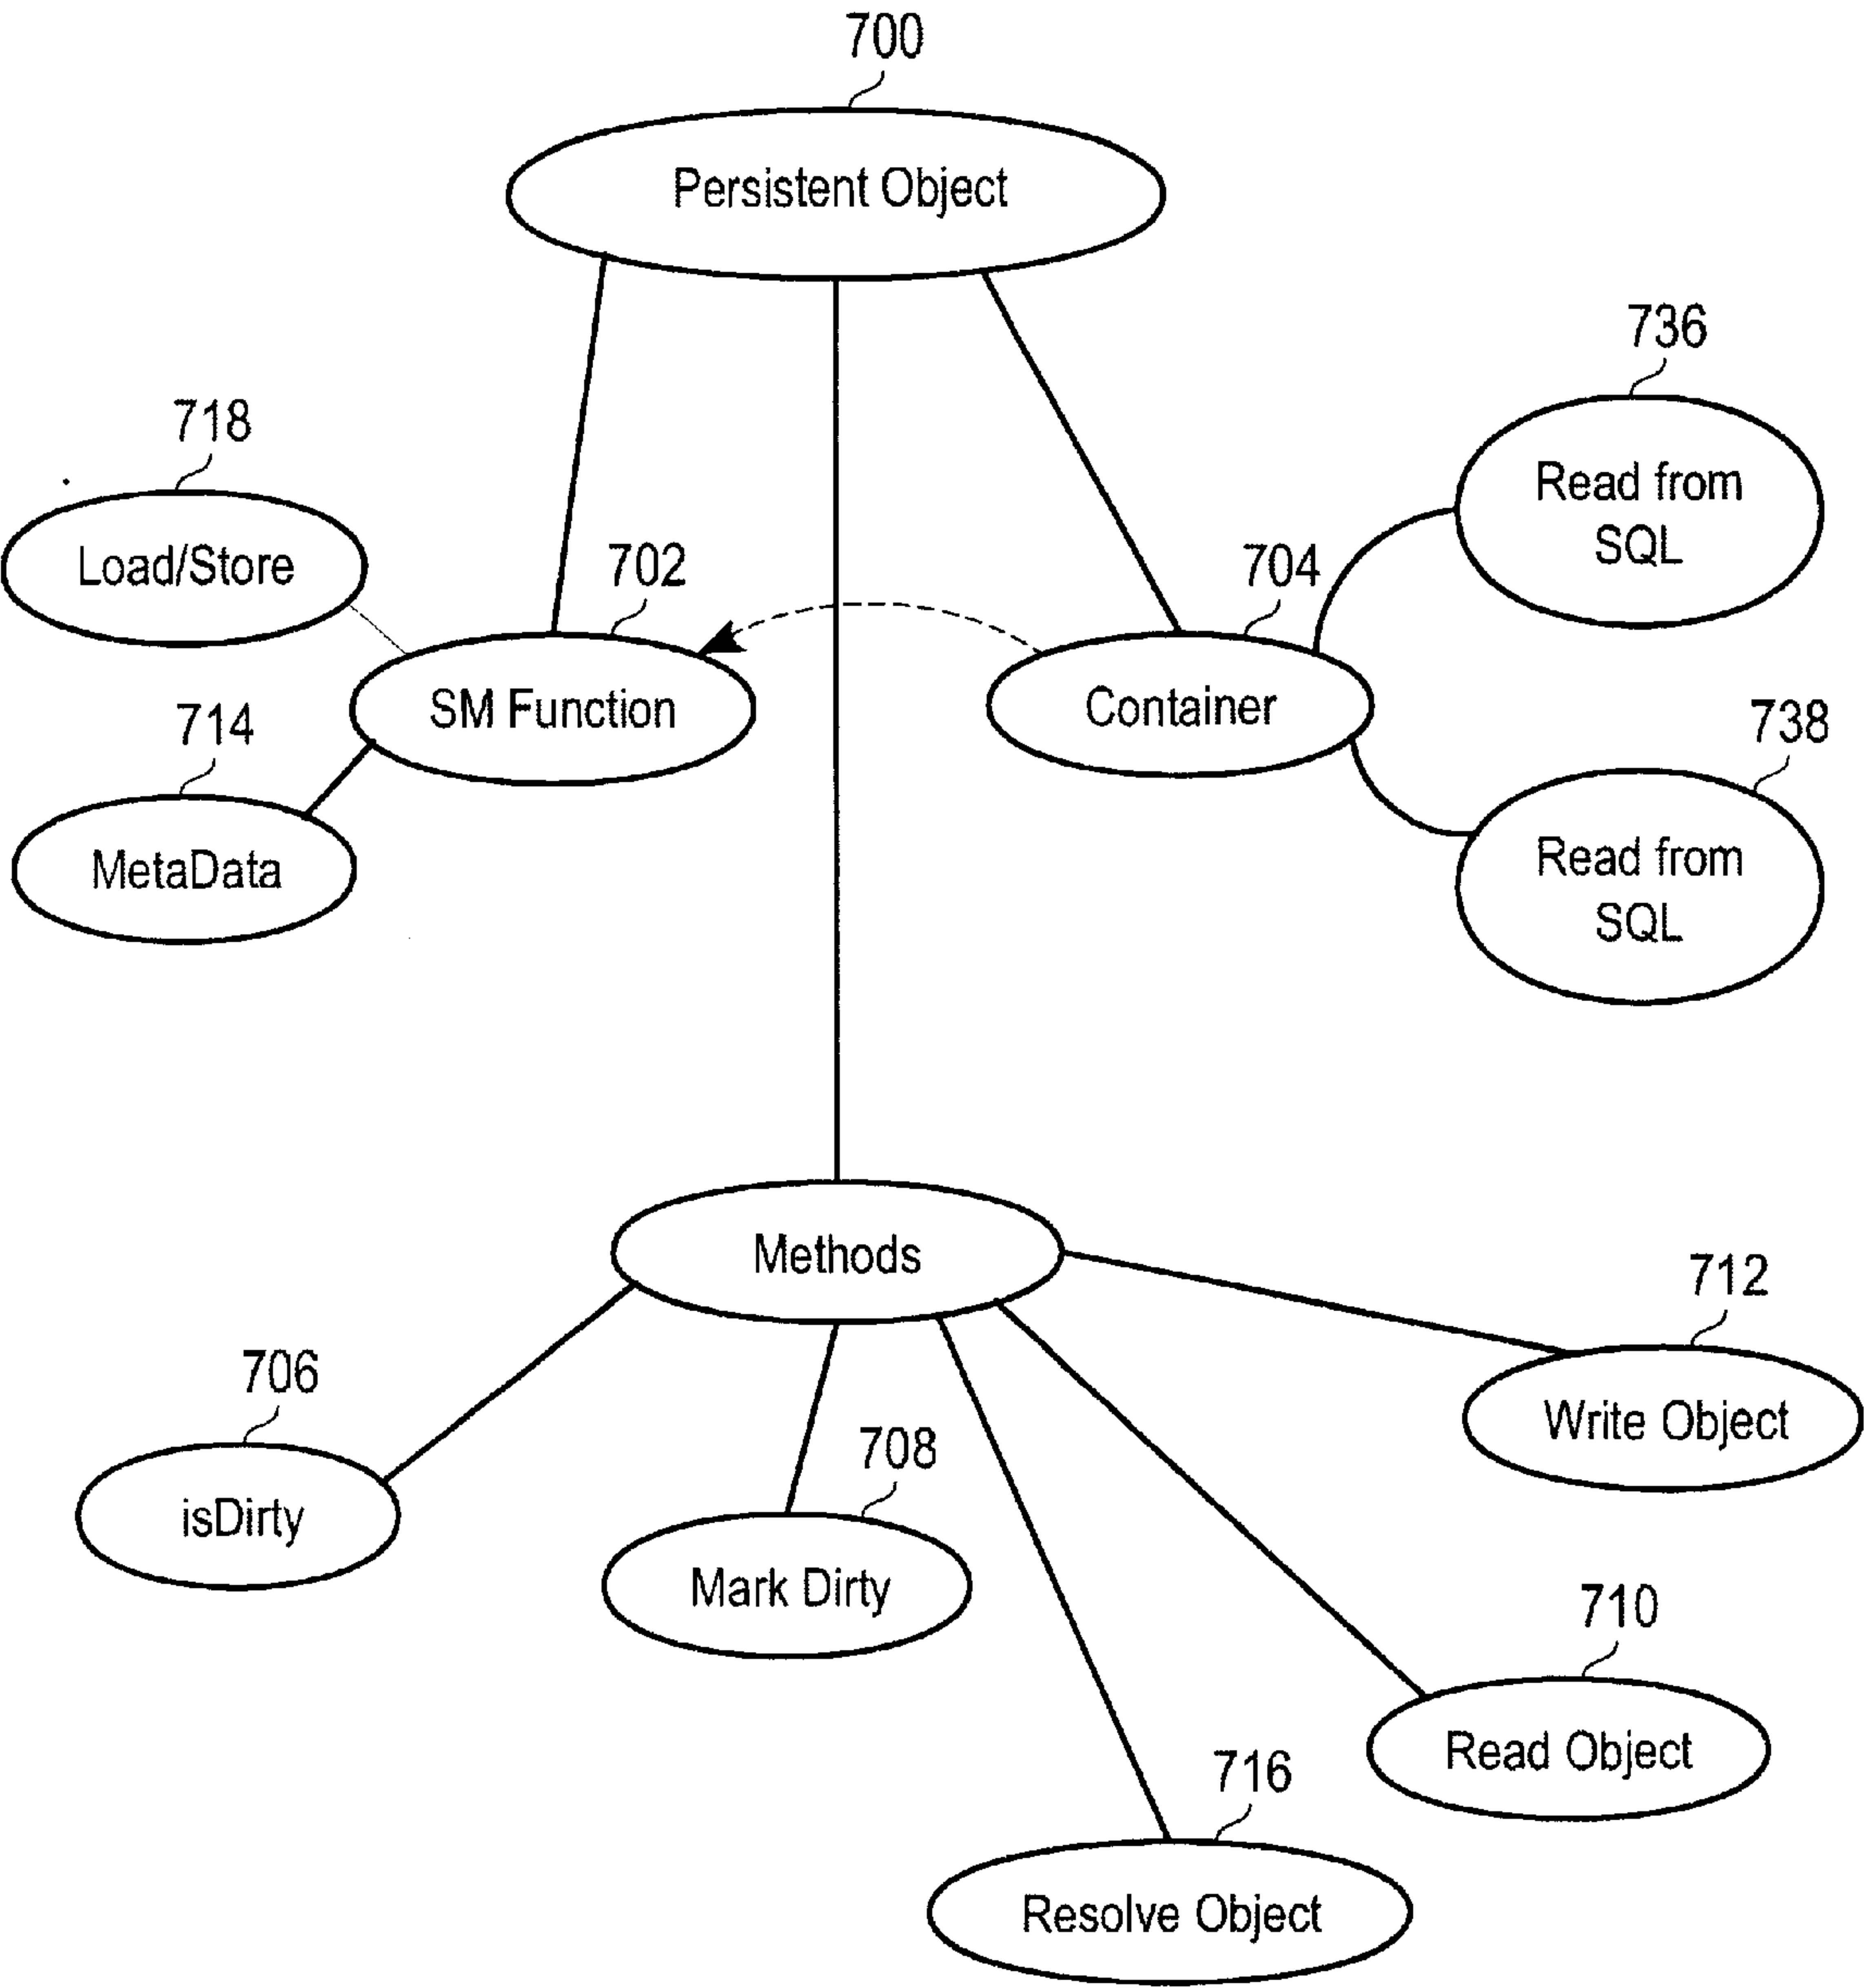 700
Persistent Object
736
Read from
SQL
718
Load/Store
702
SM Function
704
Container
714
MetaData
738
Read from
SQL
Methods
712
Write Object
706
isDirty
708
Mark Dirty
710
Read Object
716
Resolve Object